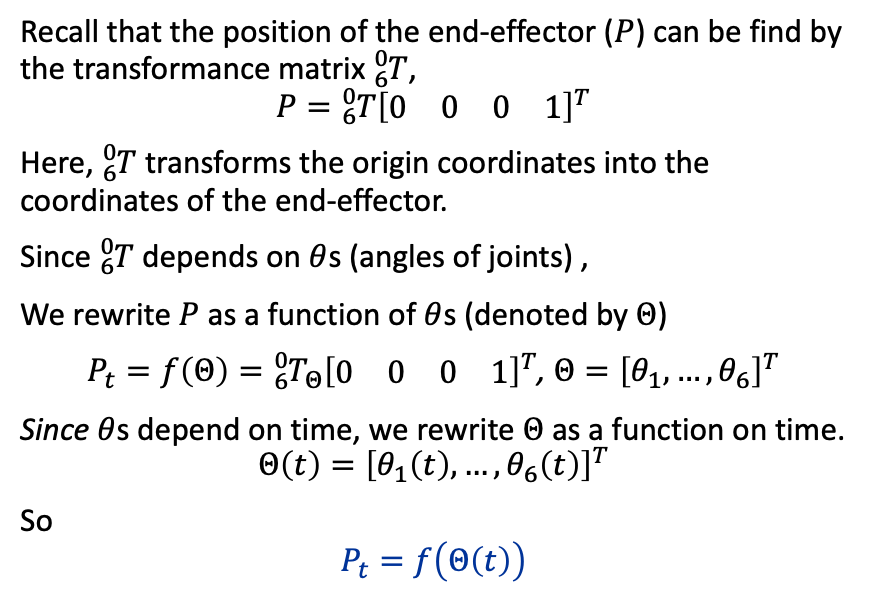 Recall that the position of the end-effector (P) can be find by
the transformance matrix ⁰₆T,
P = ⁰₆T[0 0 0 1]ᵀ
Here, ⁰₆T transforms the origin coordinates into the
coordinates of the end-effector.
Since ⁰₆T depends on θs (angles of joints) ,
We rewrite P as a function of θs (denoted by Θ)
Pₜ = f(Θ) = ⁰₆T_Θ[0 0 0 1]ᵀ, Θ = [θ₁, …, θ₆]ᵀ
Since θs depend on time, we rewrite Θ as a function on time.
Θ(t) = [θ₁(t), …, θ₆(t)]ᵀ
So
Pₜ = f(Θ(t))